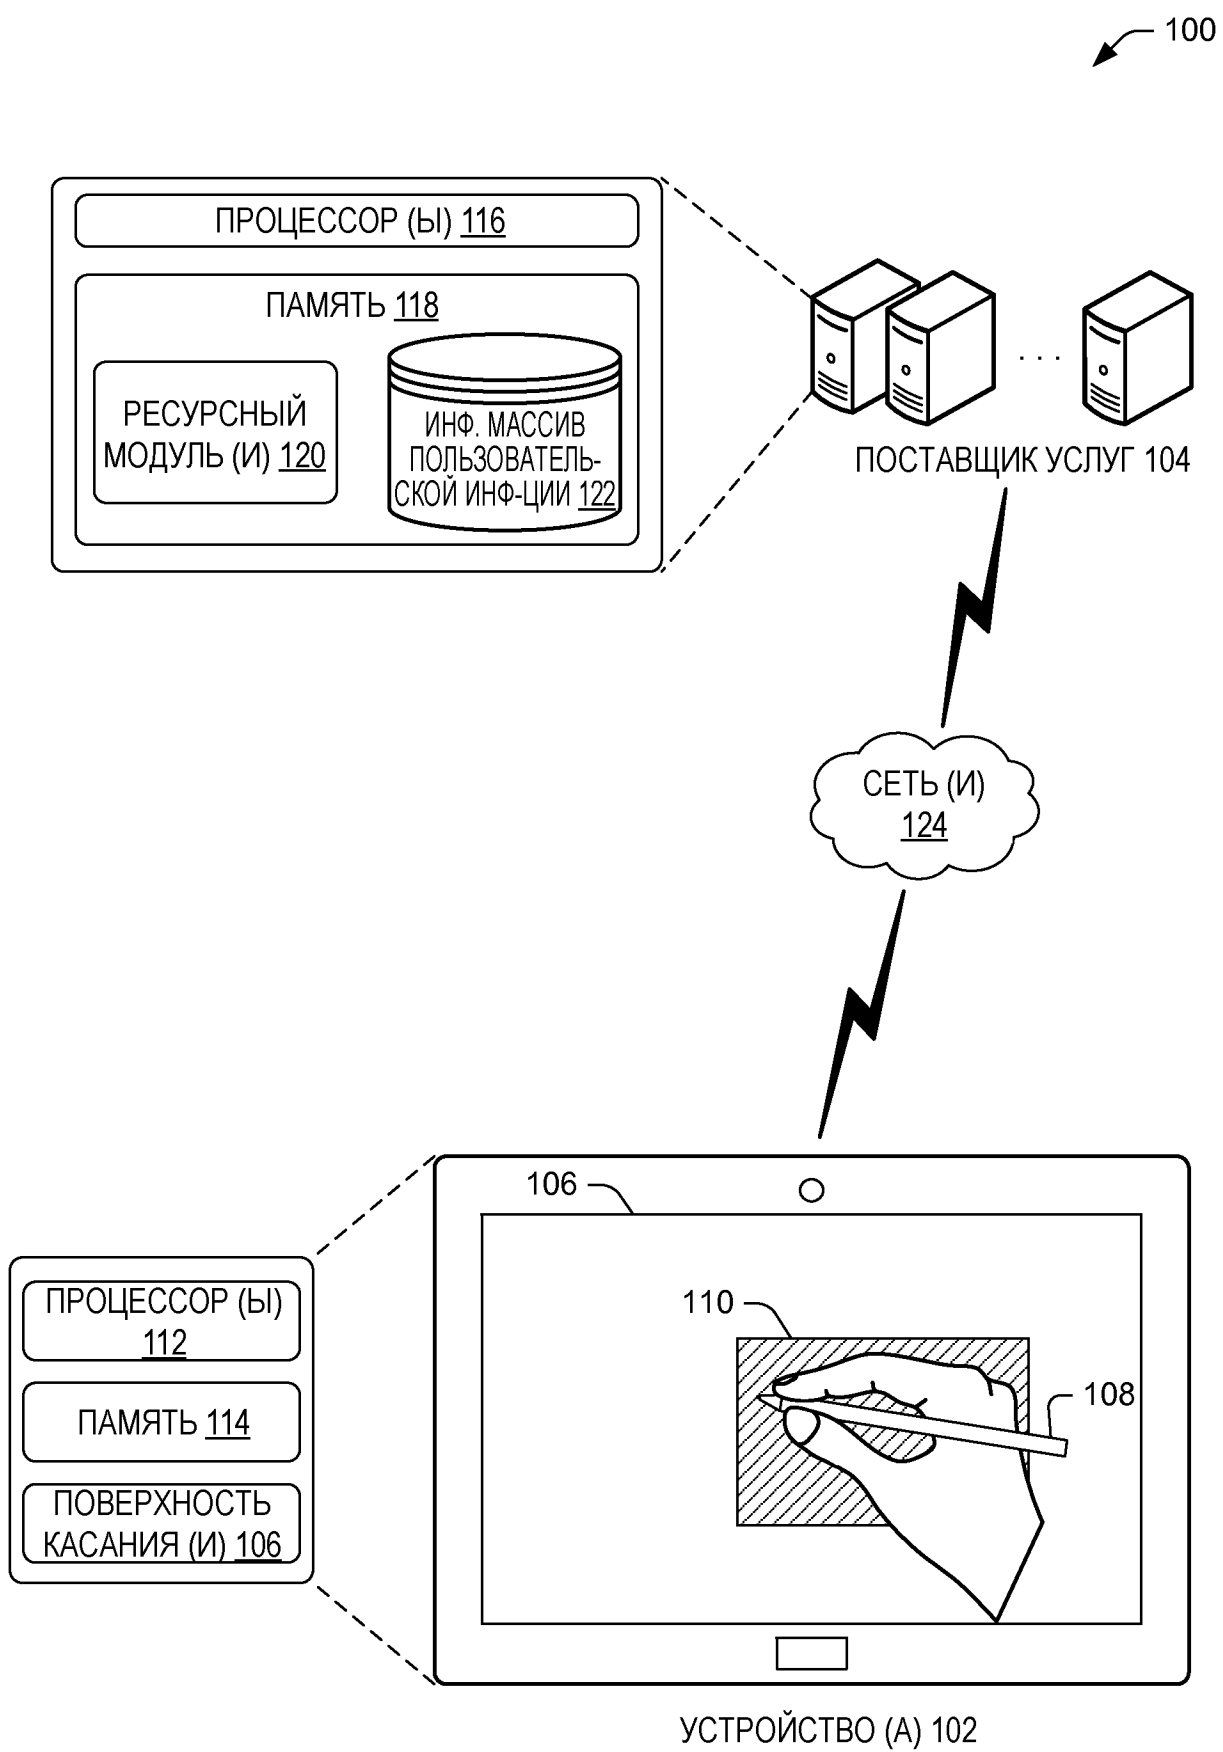 100
ПРОЦЕССОР (Ы) 116
ПАМЯТЬ 118
РЕСУРСНЫЙ
МОДУЛЬ (И) 120
ИНФ. МАССИВ
ПОЛЬЗОВАТЕЛЬ-
СКОЙ ИНФ-ЦИИ 122
. . .
ПОСТАВЩИК УСЛУГ 104
СЕТЬ (И)
124
106
110
108
ПРОЦЕССОР (Ы)
112
ПАМЯТЬ 114
ПОВЕРХНОСТЬ
КАСАНИЯ (И) 106
УСТРОЙСТВО (А) 102